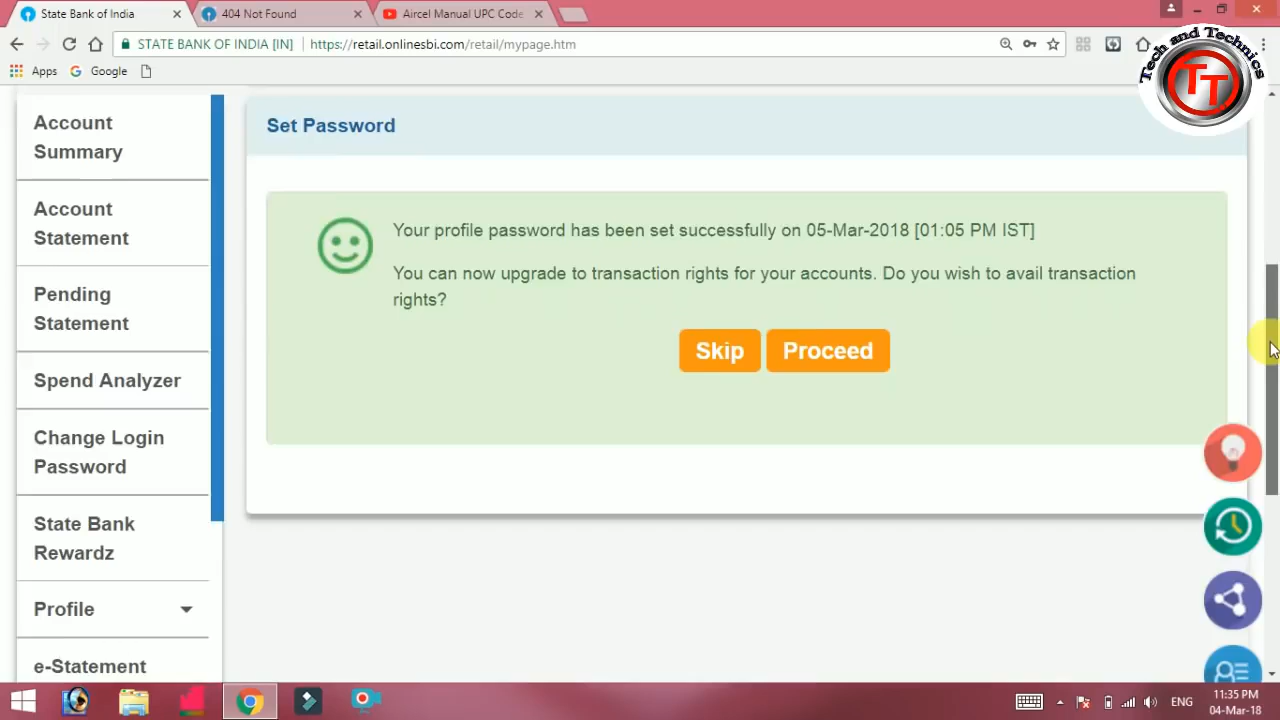 State Bank of India
404 Not Found
Aircel Manual UPC Code
STATE BANK OF INDIA [IN]
https://retail.onlinesbi.com/retail/mypage.htm
Apps
Google
Tech and Technics
TT
Account
Summary
Account
Statement
Pending
Statement
Spend Analyzer
Change Login
Password
State Bank
Rewardz
Profile
e-Statement
Set Password
Your profile password has been set successfully on 05-Mar-2018 [01:05 PM IST]
You can now upgrade to transaction rights for your accounts. Do you wish to avail transaction
rights?
Skip
Proceed
ENG
11:35 PM
04-Mar-18